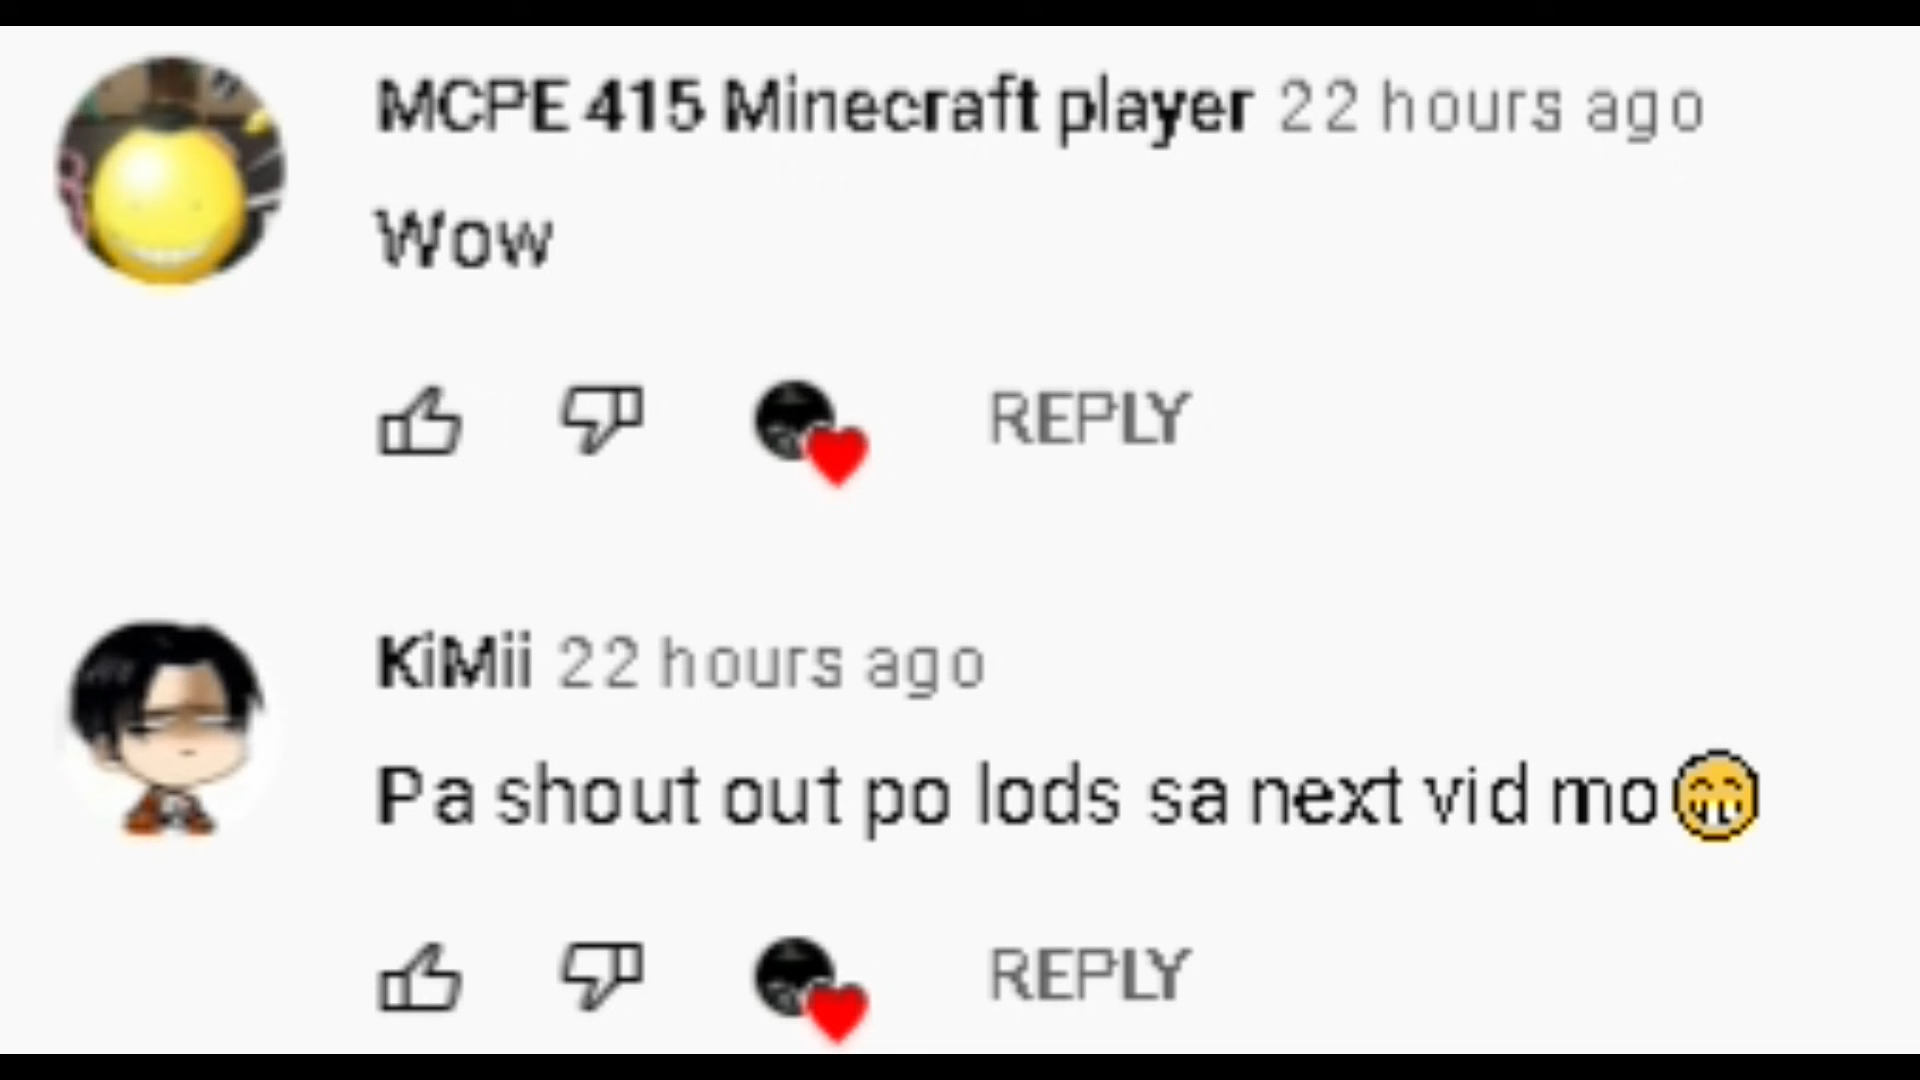 MCPE 415 Minecraft player 22 hours ago
Wow
REPLY
KiMii 22 hours ago
Pa shout out po lods sa next vid mo😁
REPLY